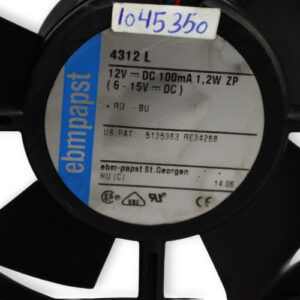 1045350
4312 L
12V ⎓ DC 100mA 1,2W ZP
( 6 - 15V ⎓ DC )
+ RD - BU
US PAT. 5135363 RE34268
ebm-papst St.Georgen
HU (C) 14.06
ebmpapst